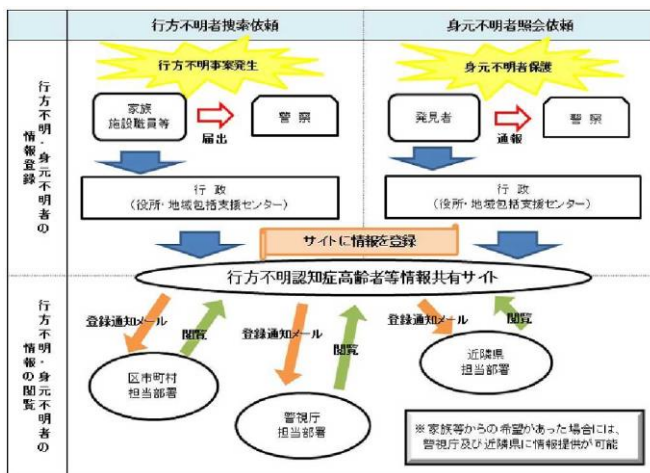 行方不明者捜索依頼
身元不明者照会依頼
行方不明・身元不明者の
情報登録
行方不明事案発生
身元不明者保護
家族
施設職員等
届出
警察
発見者
通報
警察
行政
(役所・地域包括支援センター)
行政
(役所・地域包括支援センター)
サイトに情報を登録
行方不明認知症高齢者等情報共有サイト
行方不明・身元不明者の
情報の閲覧
登録通知メール
閲覧
登録通知メール
閲覧
登録通知メール
閲覧
区市町村
担当部署
警視庁
担当部署
近隣県
担当部署
※家族等からの希望があった場合には、
警視庁及び近隣県に情報提供が可能